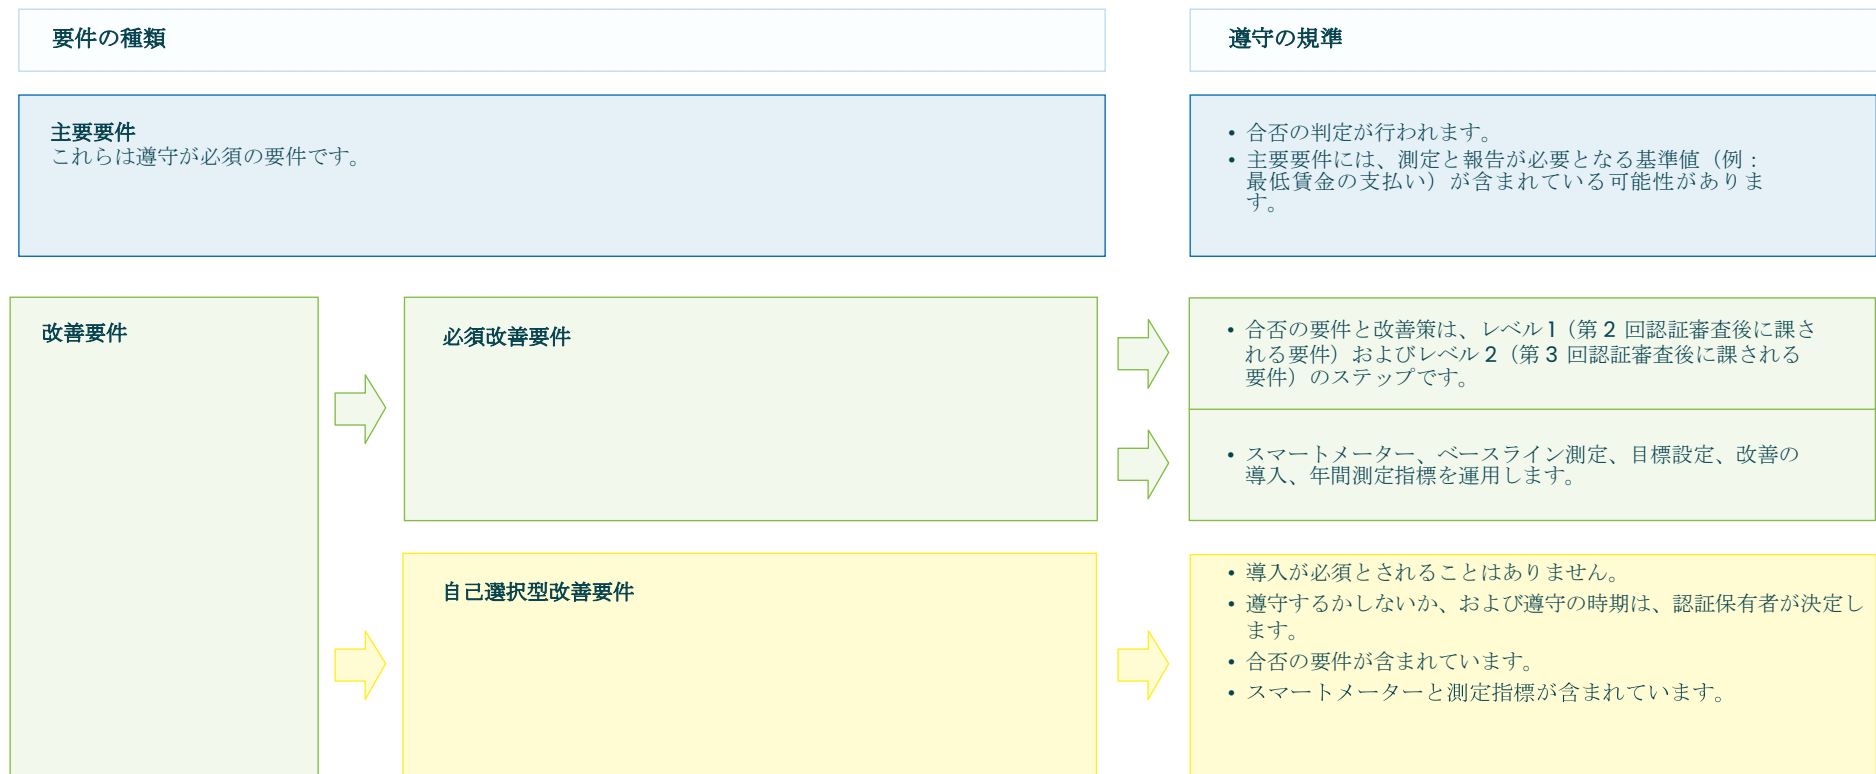 要件の種類
遵守の規準
主要要件
これらは遵守が必須の要件です。
• 合否の判定が行われます。
• 主要要件には、測定と報告が必要となる基準値（例：
最低賃金の支払い）が含まれている可能性がありま
す。
改善要件
必須改善要件
• 合否の要件と改善策は、レベル 1（第 2 回認証審査後に課さ
れる要件）およびレベル 2（第 3 回認証審査後に課される
要件）のステップです。
• スマートメーター、ベースライン測定、目標設定、改善の
導入、年間測定指標を運用します。
自己選択型改善要件
• 導入が必須とされることはありません。
• 遵守するかしないか、および遵守の時期は、認証保有者が決定し
ます。
• 合否の要件が含まれています。
• スマートメーターと測定指標が含まれています。